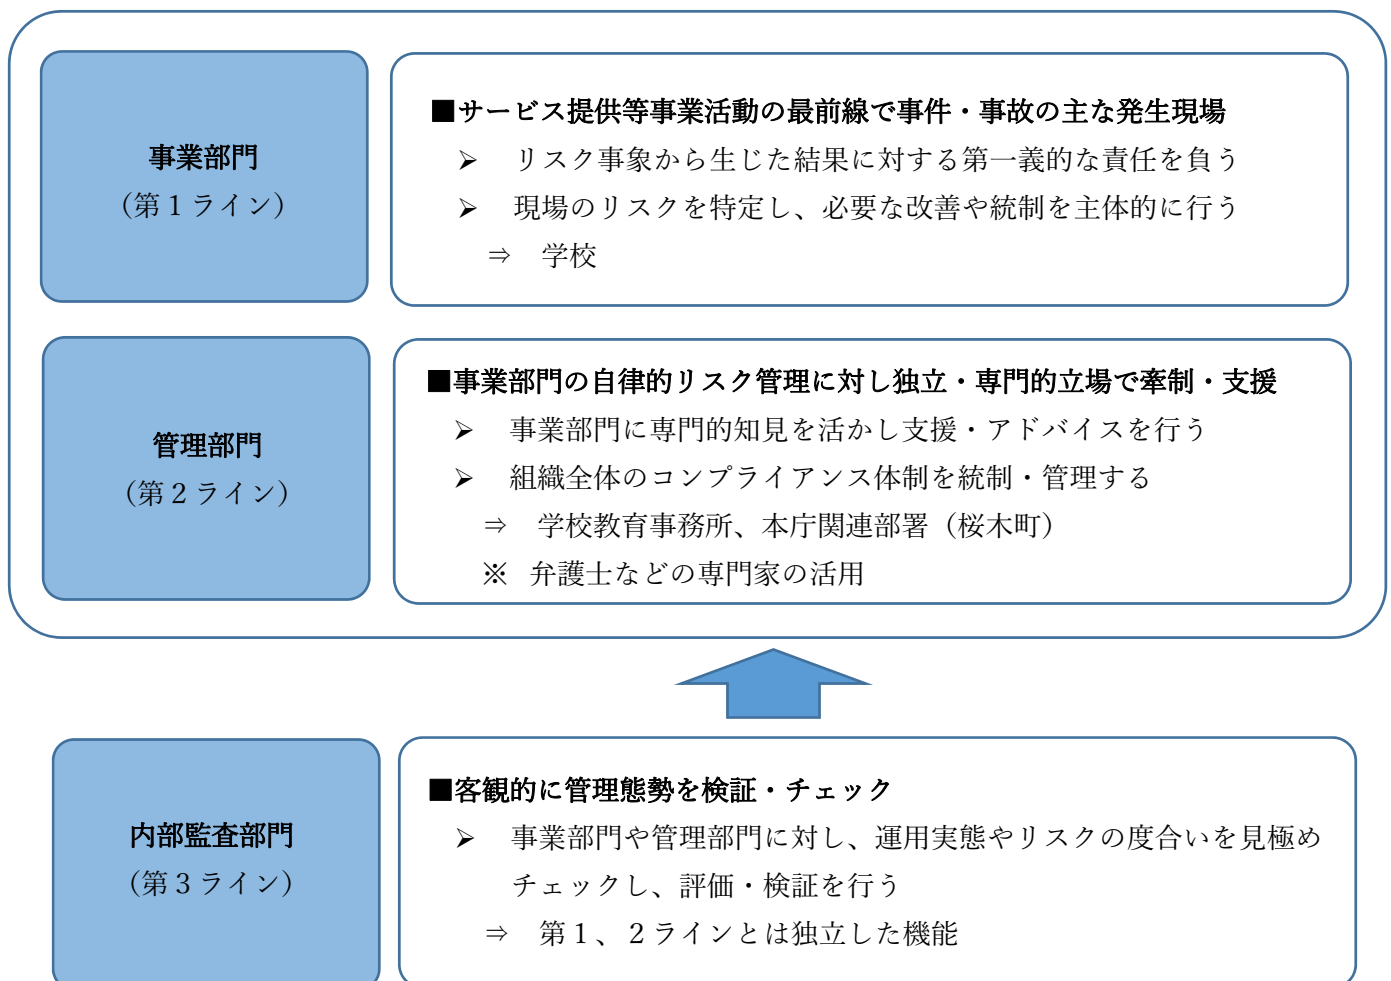 事業部門
（第１ライン）
■サービス提供等事業活動の最前線で事件・事故の主な発生現場
➢ リスク事象から生じた結果に対する第一義的な責任を負う
➢ 現場のリスクを特定し、必要な改善や統制を主体的に行う
⇒ 学校
管理部門
（第２ライン）
■事業部門の自律的リスク管理に対し独立・専門的立場で牽制・支援
➢ 事業部門に専門的知見を活かし支援・アドバイスを行う
➢ 組織全体のコンプライアンス体制を統制・管理する
⇒ 学校教育事務所、本庁関連部署（桜木町）
※ 弁護士などの専門家の活用
内部監査部門
（第３ライン）
■客観的に管理態勢を検証・チェック
➢ 事業部門や管理部門に対し、運用実態やリスクの度合いを見極め
チェックし、評価・検証を行う
⇒ 第１、２ラインとは独立した機能